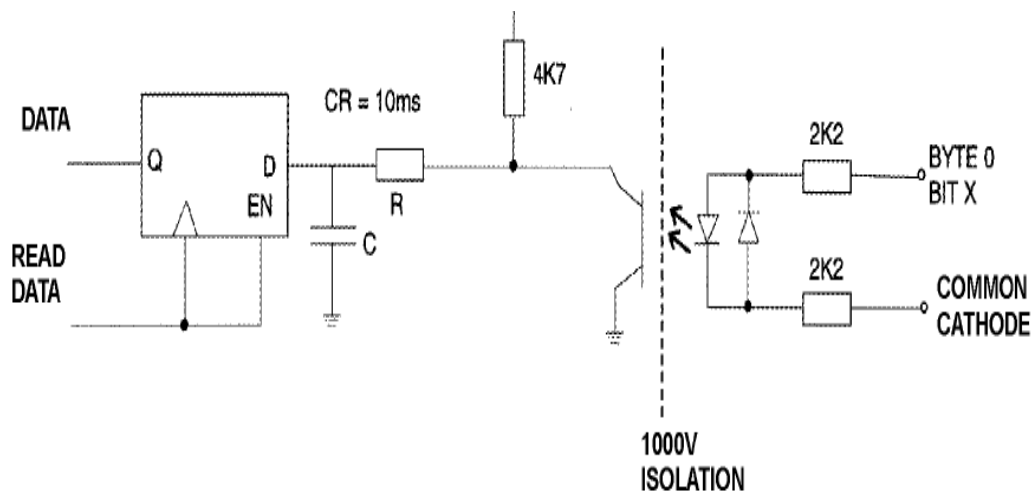 4K7
CR = 10ms
DATA
Q
D
EN
R
C
READ
DATA
2K2
BYTE 0
BIT X
2K2
COMMON
CATHODE
1000V
ISOLATION